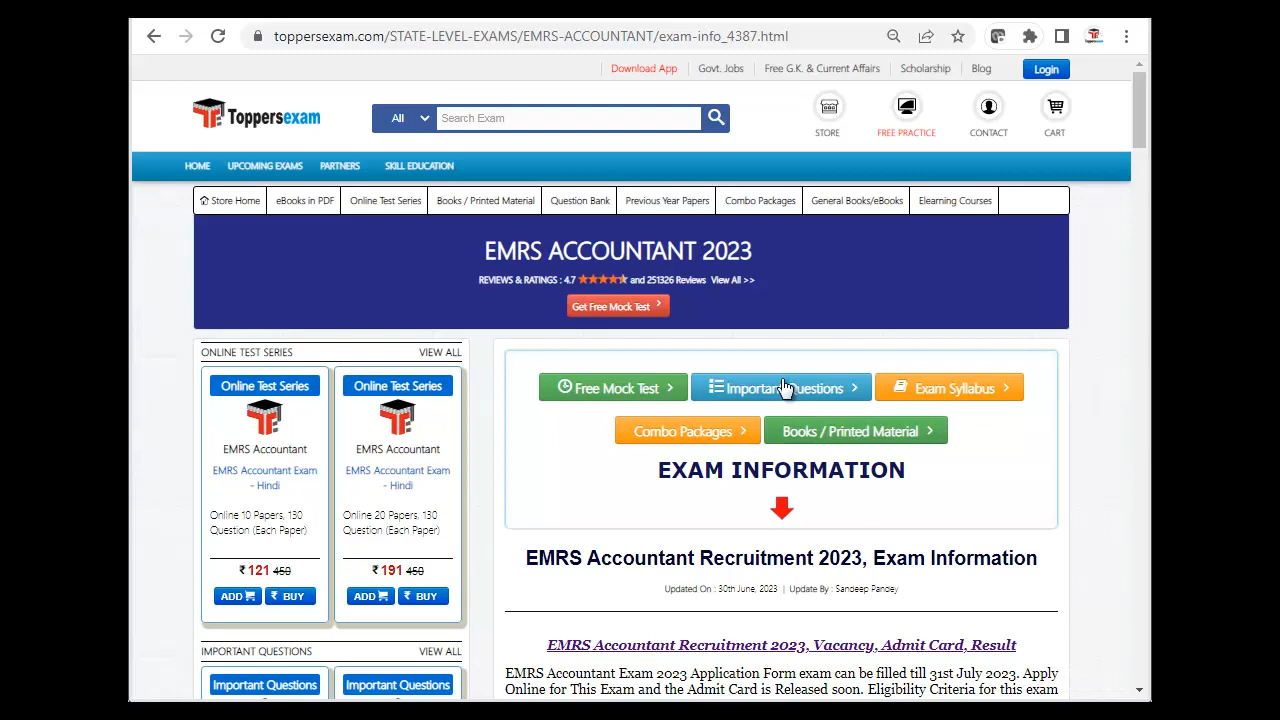 toppersexam.com/STATE-LEVEL-EXAMS/EMRS-ACCOUNTANT/exam-info_4387.html
Download App Govt. Jobs Free G.K. & Current Affairs Scholarship Blog Login
Toppersexam All Search Exam
STORE FREE PRACTICE CONTACT CART
HOME UPCOMING EXAMS PARTNERS SKILL EDUCATION
Store Home eBooks in PDF Online Test Series Books / Printed Material Question Bank Previous Year Papers Combo Packages General Books/eBooks Elearning Courses
EMRS ACCOUNTANT 2023
REVIEWS & RATINGS : 4.7 and 251326 Reviews View All >>
Get Free Mock Test
ONLINE TEST SERIES VIEW ALL
Online Test Series
EMRS Accountant
EMRS Accountant Exam
- Hindi
Online 10 Papers, 130
Question (Each Paper)
₹ 121 450
ADD ₹ BUY
Online Test Series
EMRS Accountant
EMRS Accountant Exam
- Hindi
Online 20 Papers, 130
Question (Each Paper)
₹ 191 450
ADD ₹ BUY
IMPORTANT QUESTIONS VIEW ALL
Important Questions Important Questions
Free Mock Test Important Questions Exam Syllabus
Combo Packages Books / Printed Material
EXAM INFORMATION
EMRS Accountant Recruitment 2023, Exam Information
Updated On : 30th June, 2023 | Update By : Sandeep Pandey
EMRS Accountant Recruitment 2023, Vacancy, Admit Card, Result
EMRS Accountant Exam 2023 Application Form exam can be filled till 31st July 2023. Apply
Online for This Exam and the Admit Card is Released soon. Eligibility Criteria for this exam